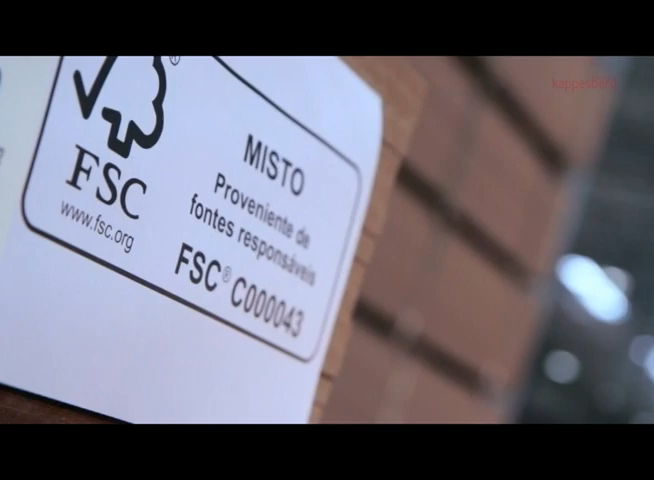 FSC
www.fsc.org
MISTO
Proveniente de
fontes responsáveis
FSC® C000043